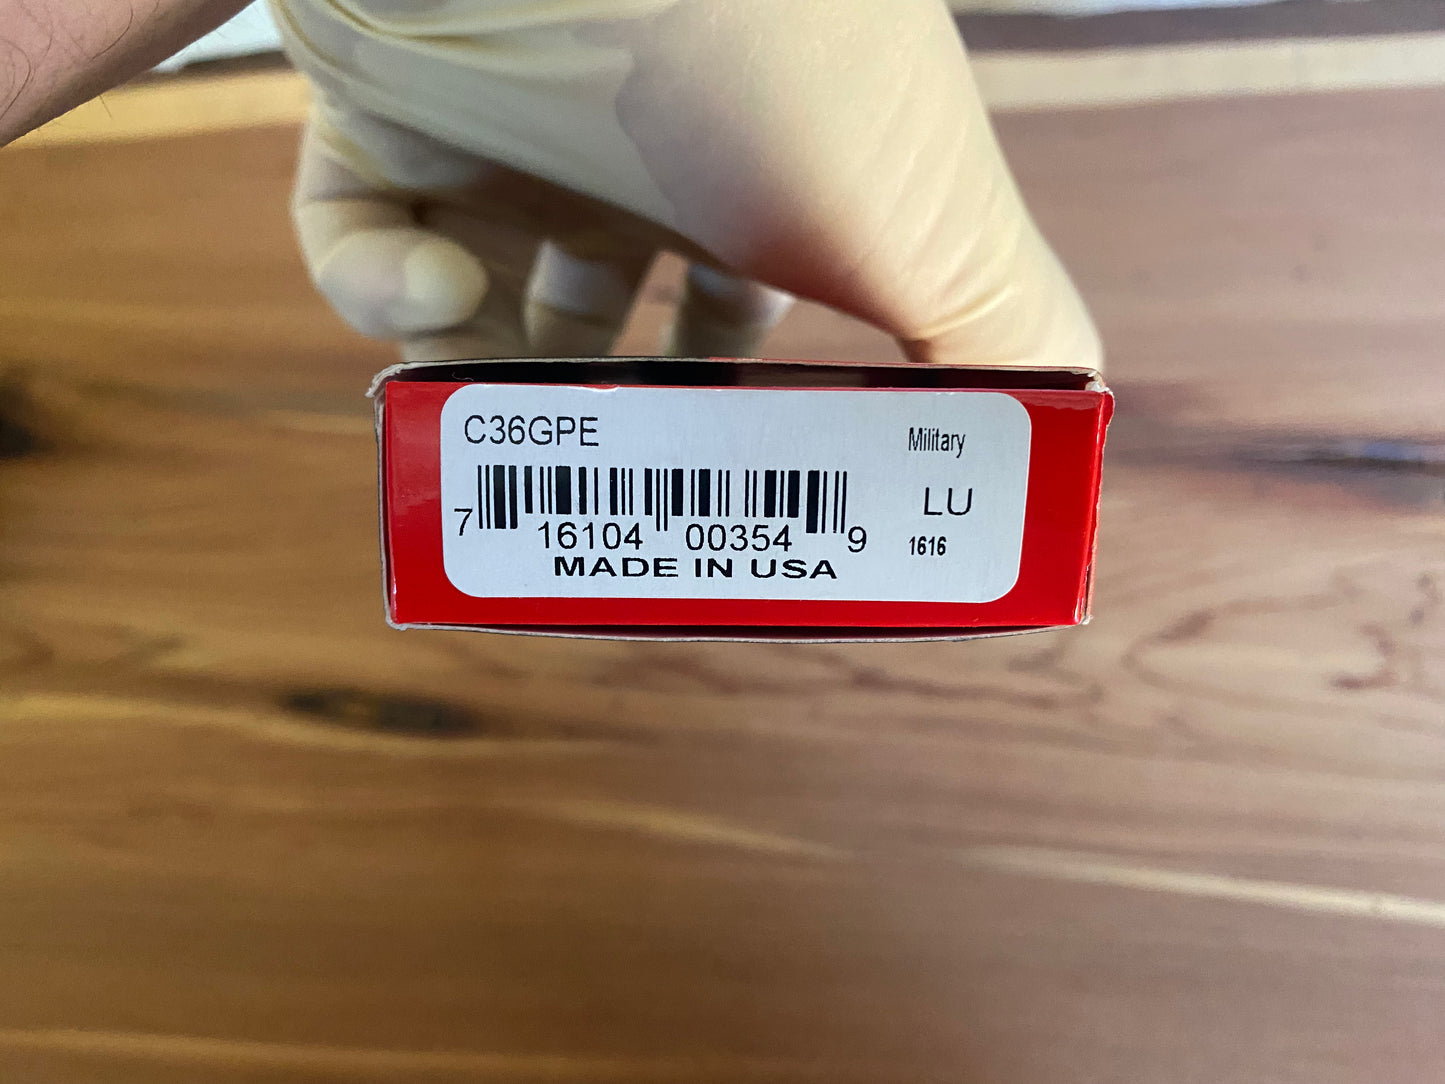 C36GPE
Military
LU
7 16104 00354 9
1616
MADE IN USA